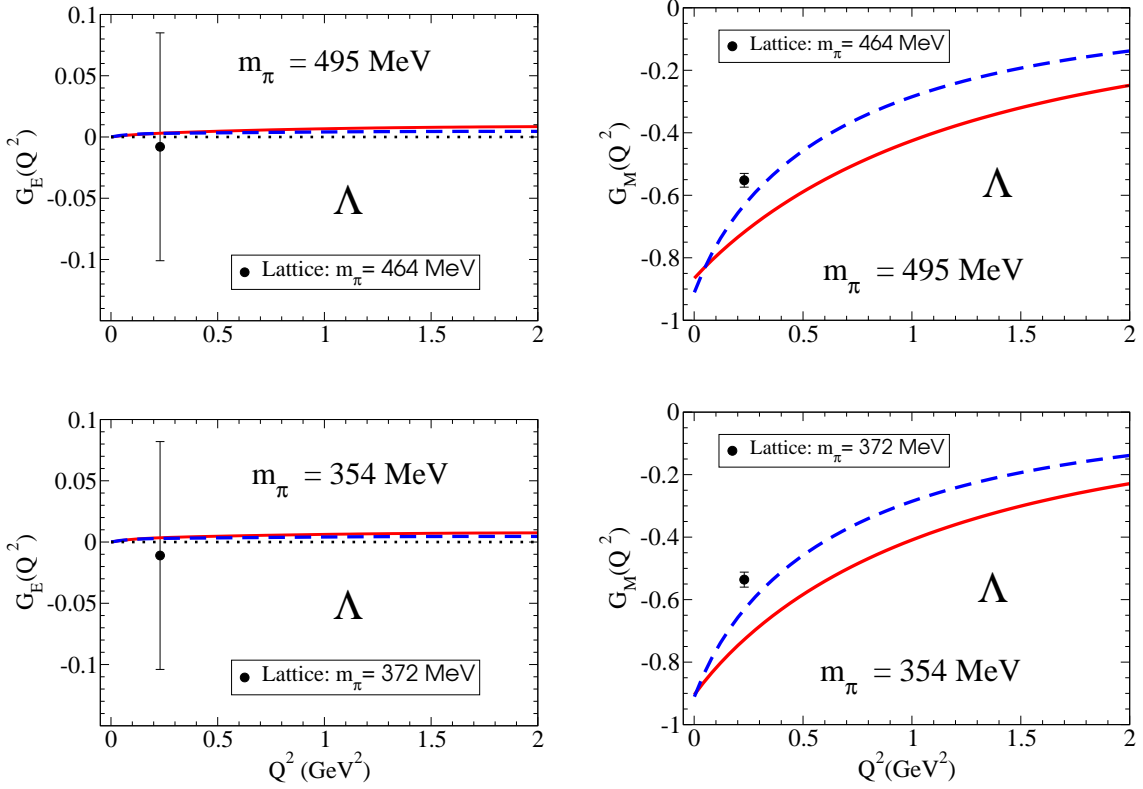 0.1
0.05
0
-0.05
-0.1
G_E(Q^2)
m_π = 495 MeV
Λ
● Lattice: m_π= 464 MeV
0 0.5 1 1.5 2
-0
-0.2
-0.4
-0.6
-0.8
-1
G_M(Q^2)
● Lattice: m_π= 464 MeV
Λ
m_π = 495 MeV
0 0.5 1 1.5 2
0.1
0.05
0
-0.05
-0.1
G_E(Q^2)
m_π = 354 MeV
Λ
● Lattice: m_π= 372 MeV
0 0.5 1 1.5 2
Q^2 (GeV^2)
0
-0.2
-0.4
-0.6
-0.8
-1
G_M(Q^2)
● Lattice: m_π= 372 MeV
Λ
m_π = 354 MeV
0 0.5 1 1.5 2
Q^2(GeV^2)